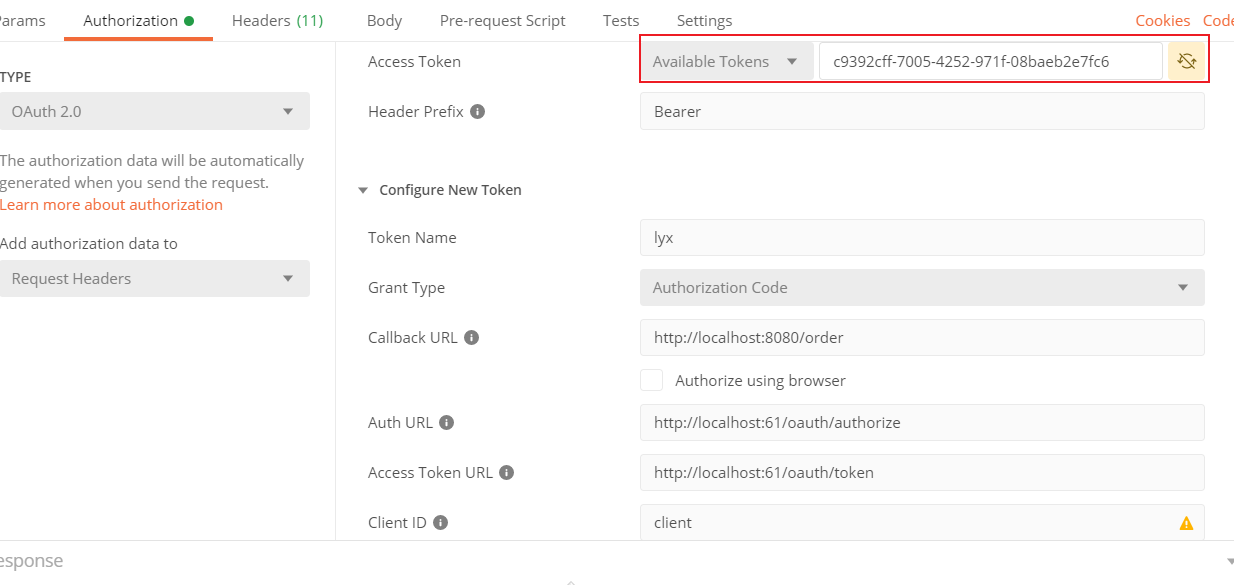 arams Authorization Headers (11) Body Pre-request Script Tests Settings Cookies Code
TYPE
OAuth 2.0
The authorization data will be automatically
generated when you send the request.
Learn more about authorization
Add authorization data to
Request Headers
Access Token Available Tokens c9392cff-7005-4252-971f-08baeb2e7fc6
Header Prefix Bearer
Configure New Token
Token Name lyx
Grant Type Authorization Code
Callback URL http://localhost:8080/order
Authorize using browser
Auth URL http://localhost:61/oauth/authorize
Access Token URL http://localhost:61/oauth/token
Client ID client
esponse